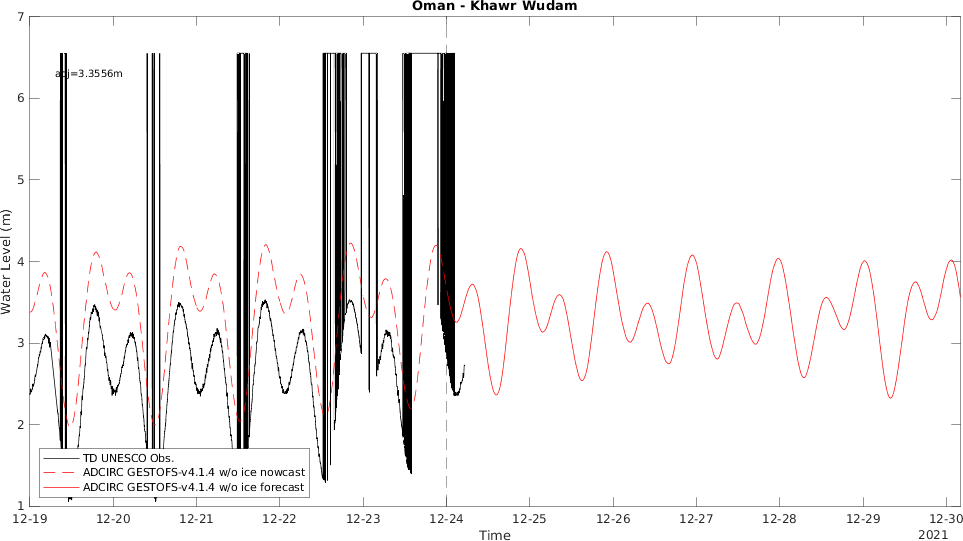 Oman - Khawr Wudam
7
6
5
4
3
2
1
Water Level (m)
adj=3.3556m
TD UNESCO Obs.
ADCIRC GESTOFS-v4.1.4 w/o ice nowcast
ADCIRC GESTOFS-v4.1.4 w/o ice forecast
12-19 12-20 12-21 12-22 12-23 12-24 12-25 12-26 12-27 12-28 12-29 12-30
Time
2021